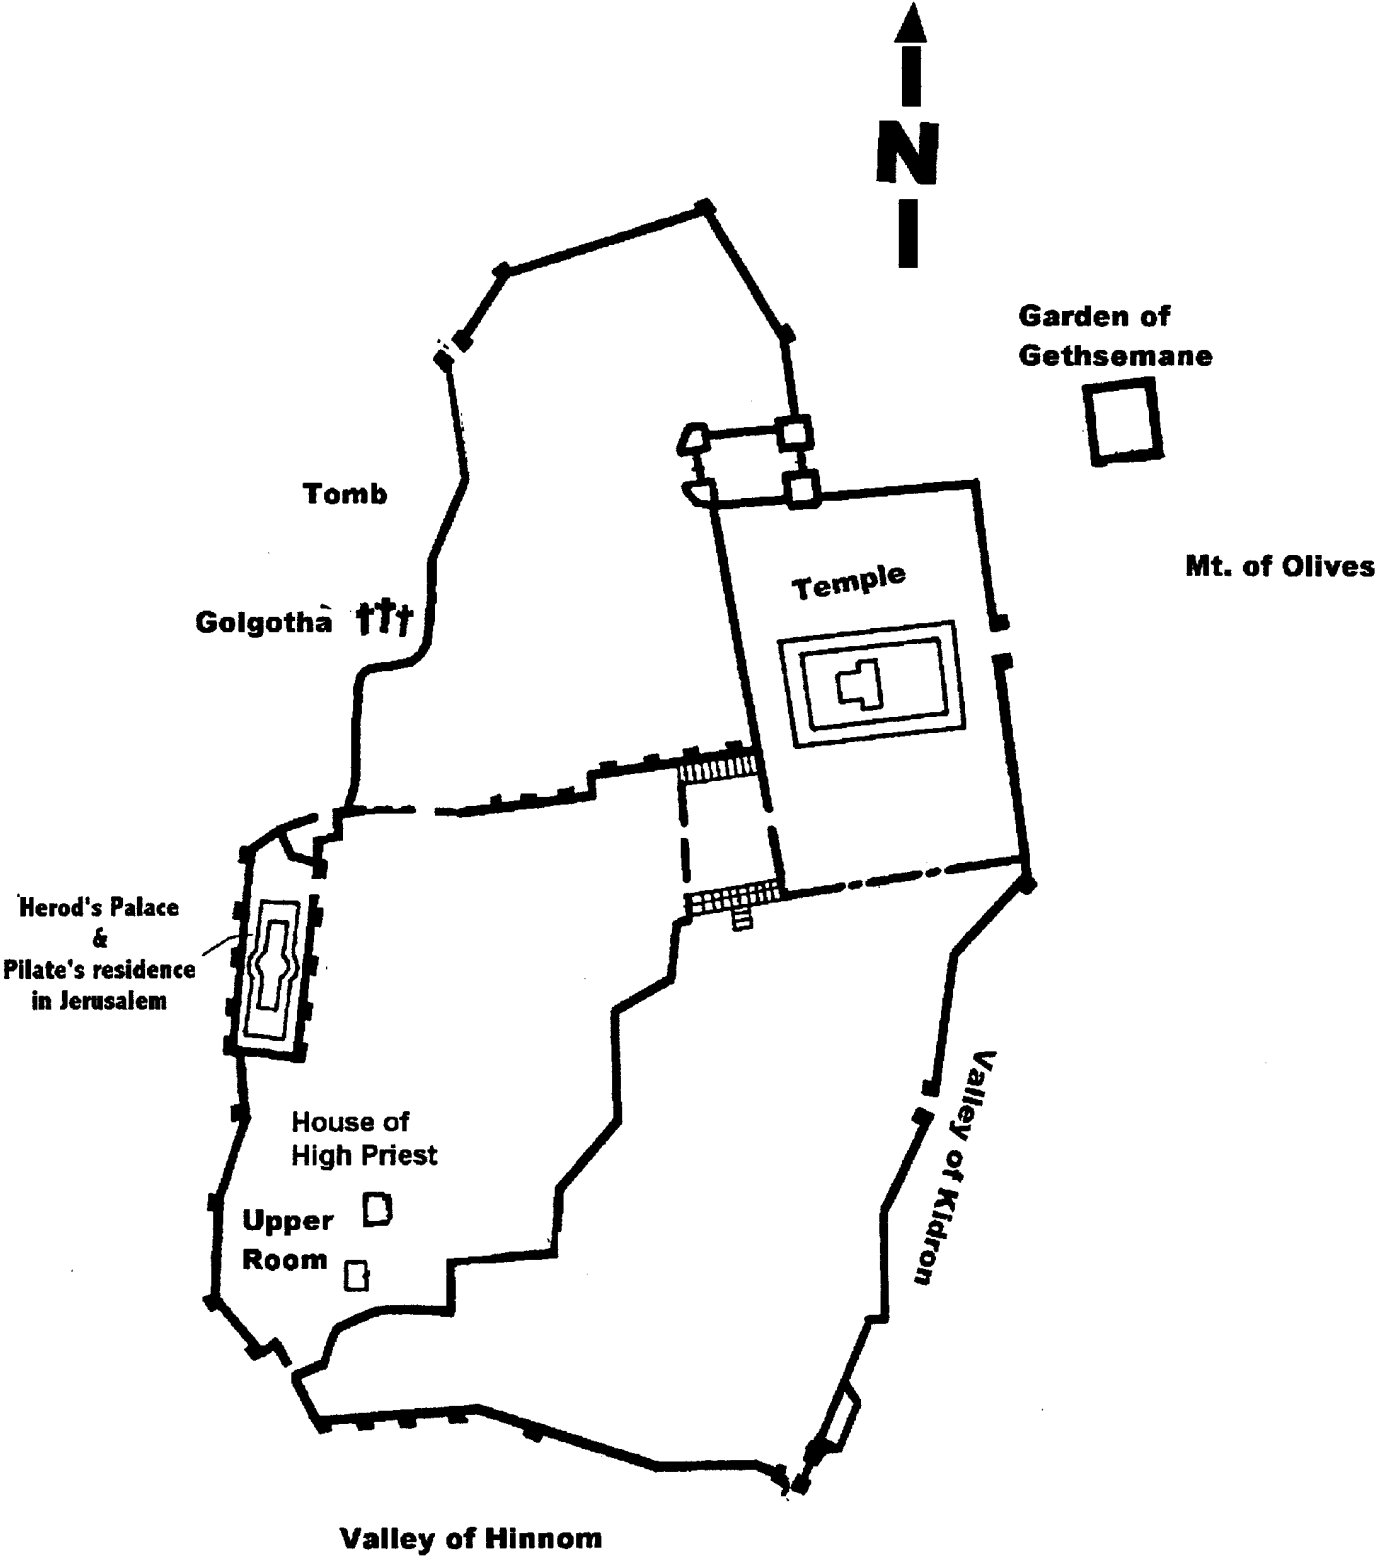 N
Garden of
Gethsemane
Tomb
Mt. of Olives
Temple
Golgotha
Herod's Palace
&
Pilate's residence
in Jerusalem
Valley of Kidron
House of
High Priest
Upper
Room
Valley of Hinnom